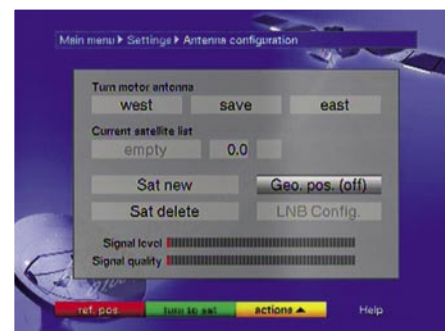 Main menu ▶ Settings ▶ Antenna configuration
Turn motor antenna
west save east
Current satellite list
empty 0.0
Sat new Geo. pos. (off)
Sat delete LNB Config.
Signal level
Signal quality
ref. pos. turn to sat actions ▲ Help